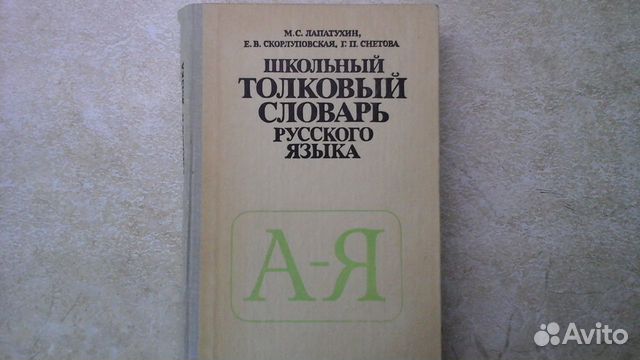 М.С. ЛАПАТУХИН,
Е.В. СКОРЛУПОВСКАЯ, Г.П. СНЕТОВА
ШКОЛЬНЫЙ
ТОЛКОВЫЙ
СЛОВАРЬ
РУССКОГО
ЯЗЫКА
А-Я
Avito